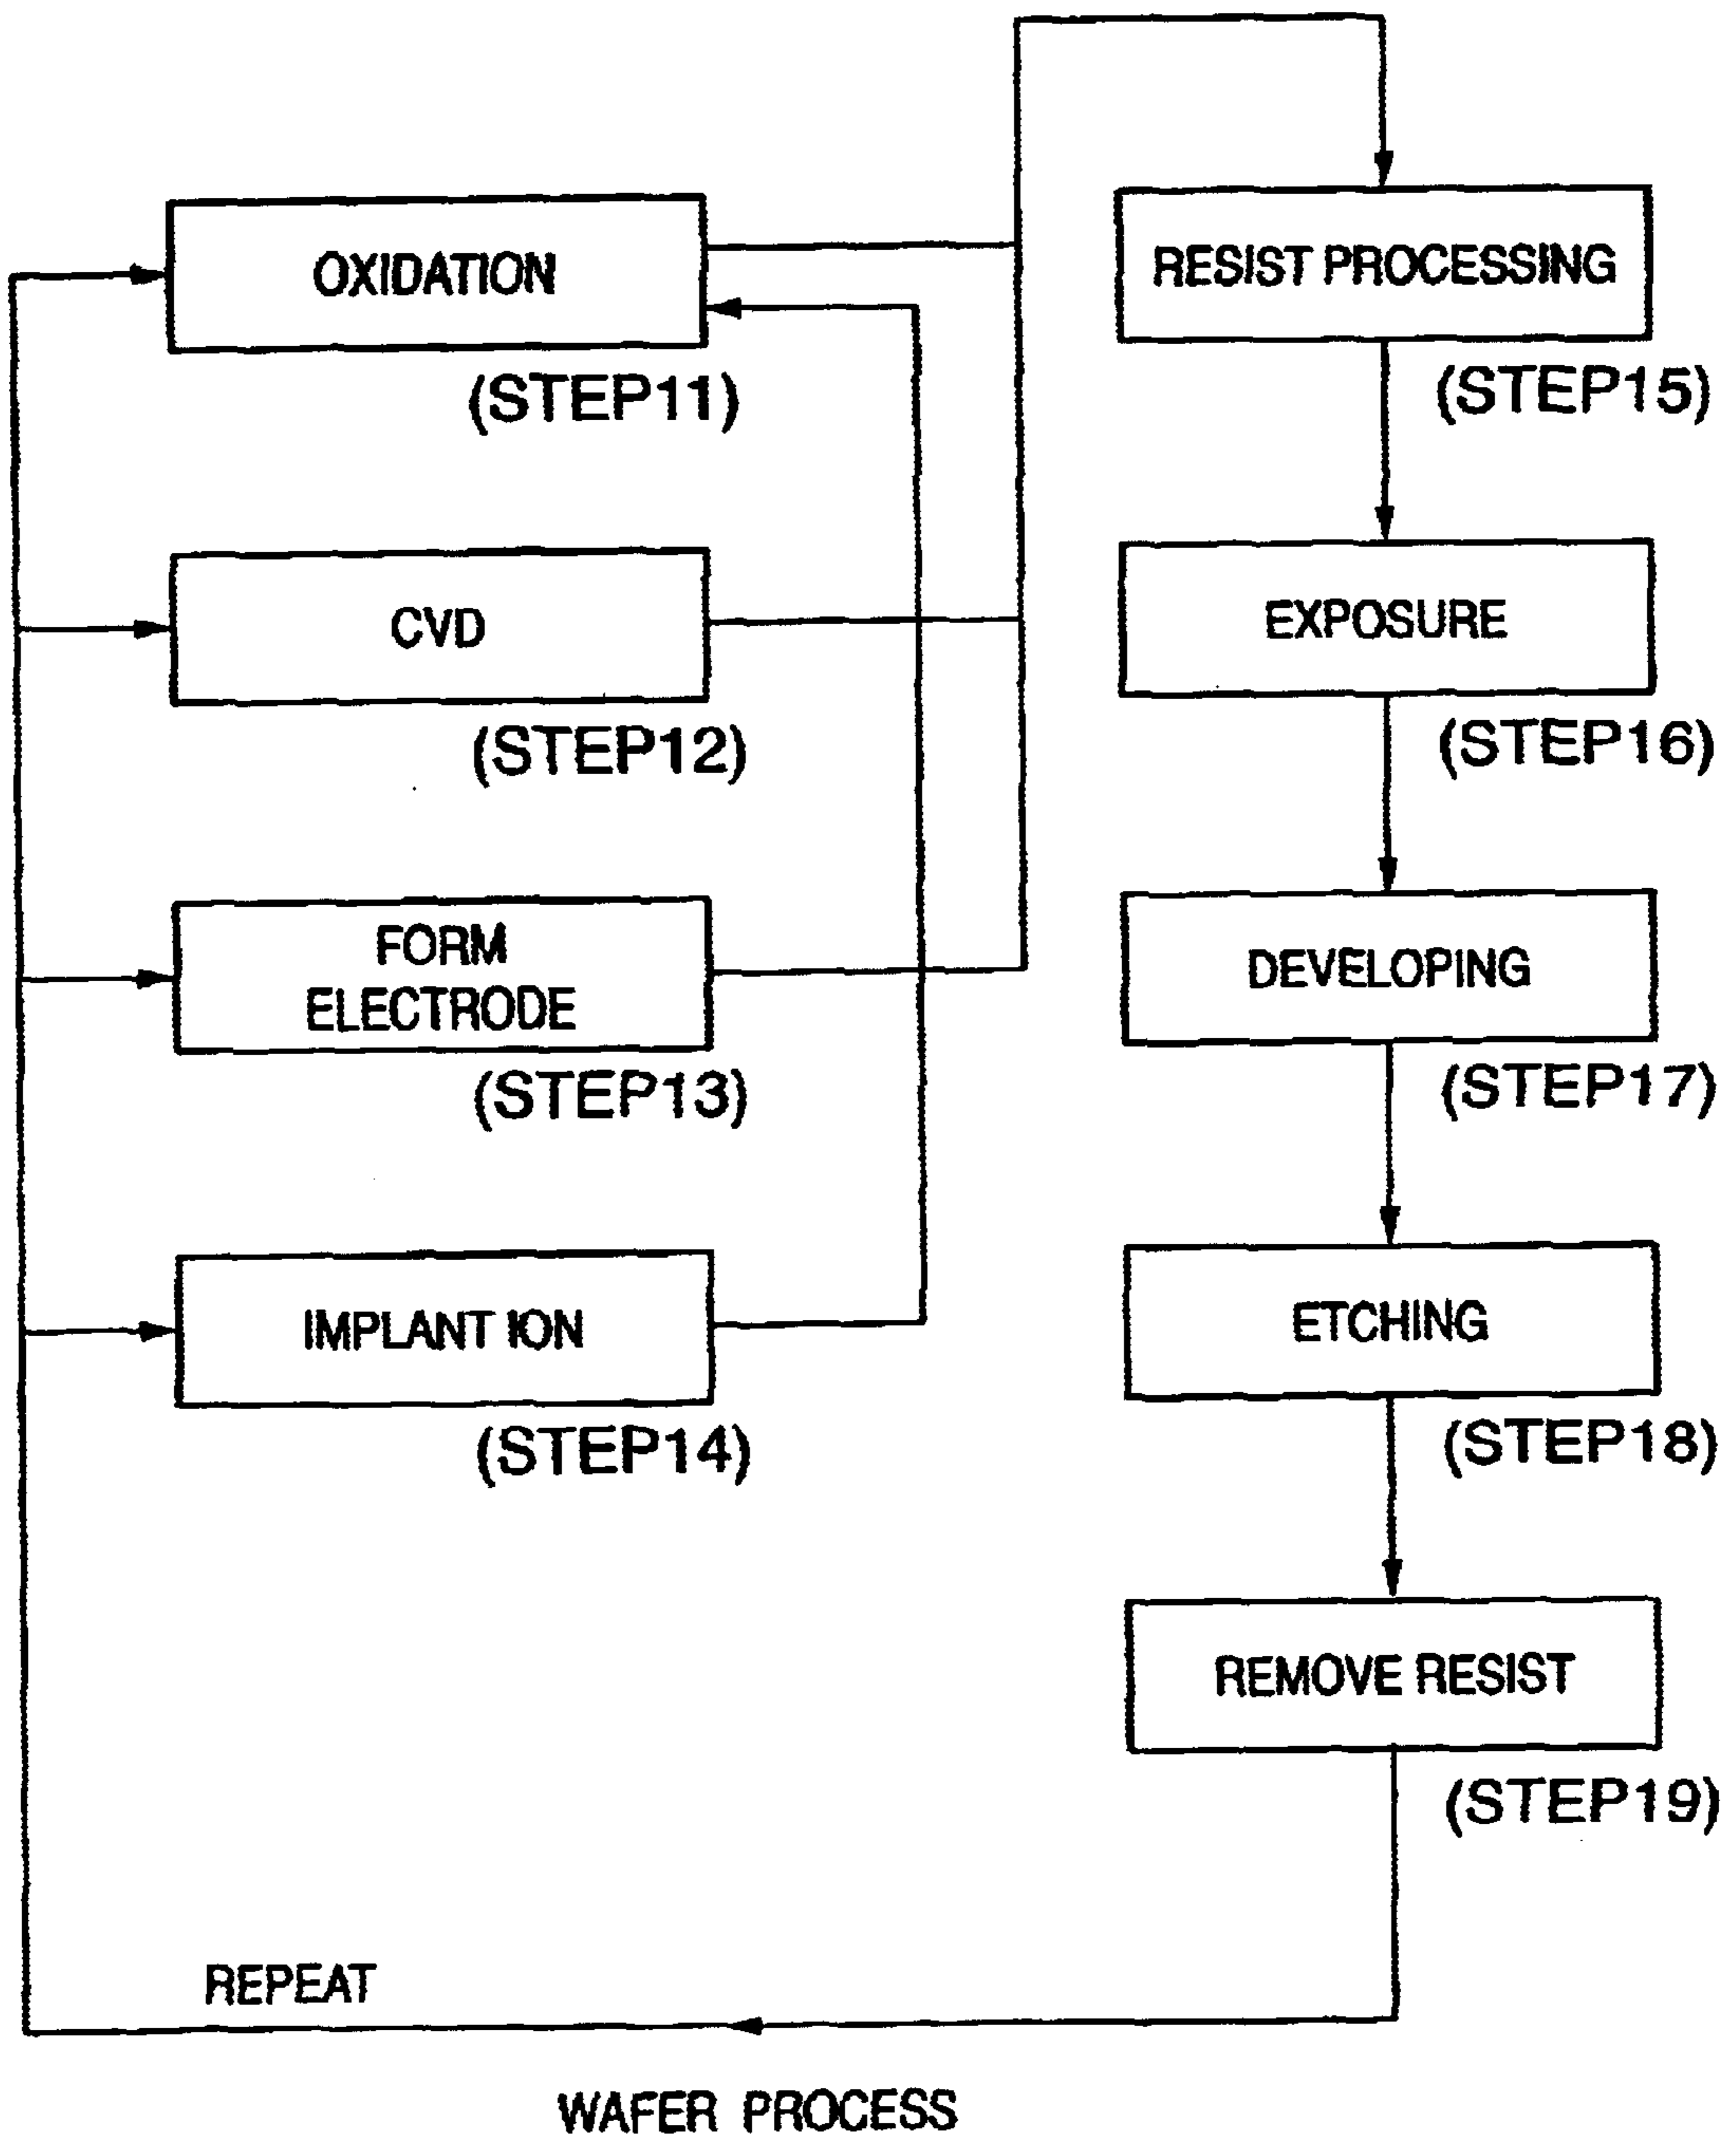 OXIDATION
(STEP11)
CVD
(STEP12)
FORM
ELECTRODE
(STEP13)
IMPLANT ION
(STEP14)
RESIST PROCESSING
(STEP15)
EXPOSURE
(STEP16)
DEVELOPING
(STEP17)
ETCHING
(STEP18)
REMOVE RESIST
(STEP19)
REPEAT
WAFER PROCESS